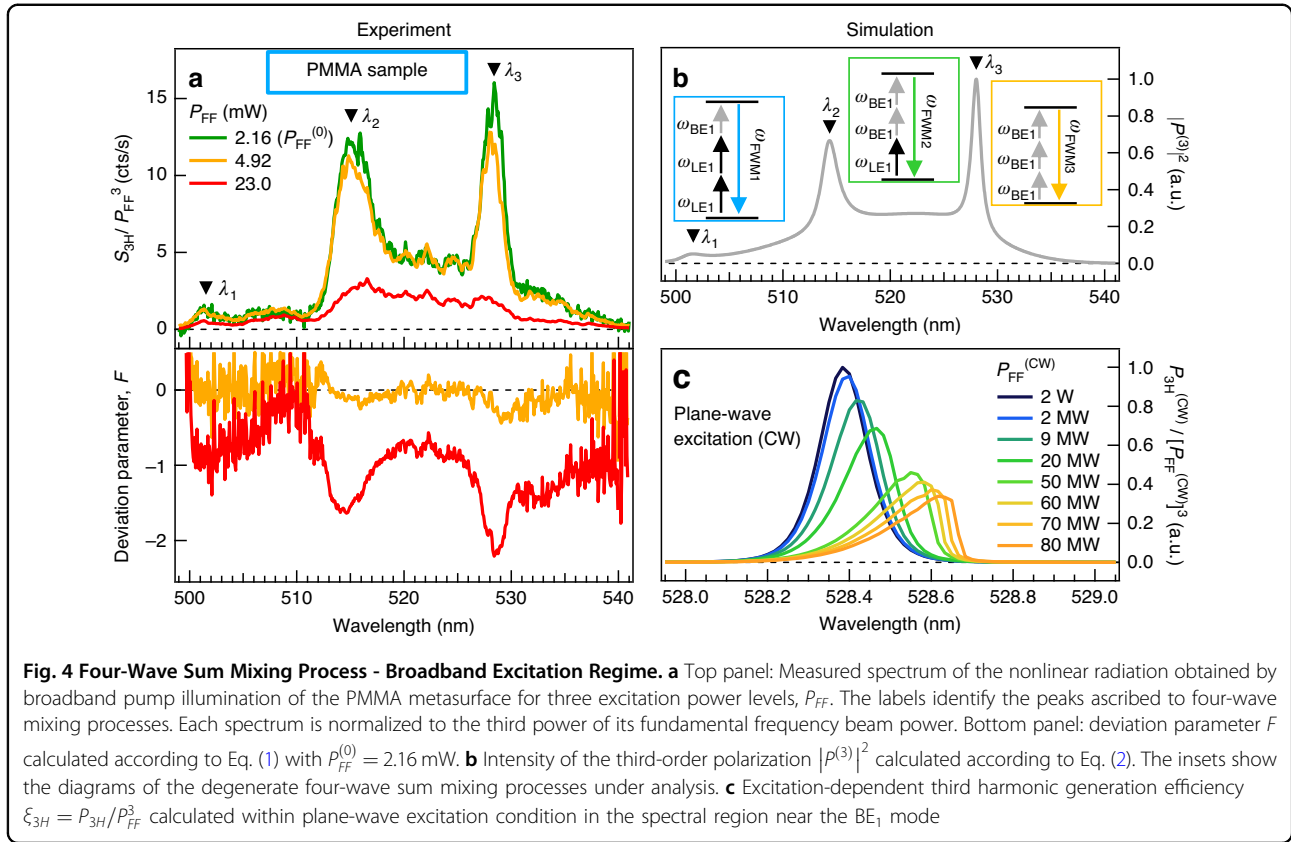 Experiment
Simulation
a
PMMA sample
P_FF (mW)
2.16 (P_FF^(0))
4.92
23.0
λ1
λ2
λ3
S_3H / P_FF^3 (cts/s)
15
10
5
0
Deviation parameter, F
0
−1
−2
500 510 520 530 540
Wavelength (nm)
b
λ1
λ2
λ3
ω_BE1
ω_LE1
ω_LE1
ω_FWM1
ω_BE1
ω_BE1
ω_LE1
ω_FWM2
ω_BE1
ω_BE1
ω_BE1
ω_FWM3
1.0
0.8
0.6
0.4
0.2
0.0
|P^(3)|^2 (a.u.)
500 510 520 530 540
Wavelength (nm)
c
Plane-wave
excitation (CW)
P_FF^(CW)
2 W
2 MW
9 MW
20 MW
50 MW
60 MW
70 MW
80 MW
1.0
0.8
0.6
0.4
0.2
0.0
P_3H^(CW) / [P_FF^(CW)]^3 (a.u.)
528.0 528.2 528.4 528.6 528.8 529.0
Wavelength (nm)
Fig. 4 Four-Wave Sum Mixing Process - Broadband Excitation Regime. a Top panel: Measured spectrum of the nonlinear radiation obtained by
broadband pump illumination of the PMMA metasurface for three excitation power levels, P_FF. The labels identify the peaks ascribed to four-wave
mixing processes. Each spectrum is normalized to the third power of its fundamental frequency beam power. Bottom panel: deviation parameter F
calculated according to Eq. (1) with P_FF^(0) = 2.16 mW. b Intensity of the third-order polarization |P^(3)|^2 calculated according to Eq. (2). The insets show
the diagrams of the degenerate four-wave sum mixing processes under analysis. c Excitation-dependent third harmonic generation efficiency
ξ_3H = P_3H/P_FF^3 calculated within plane-wave excitation condition in the spectral region near the BE1 mode